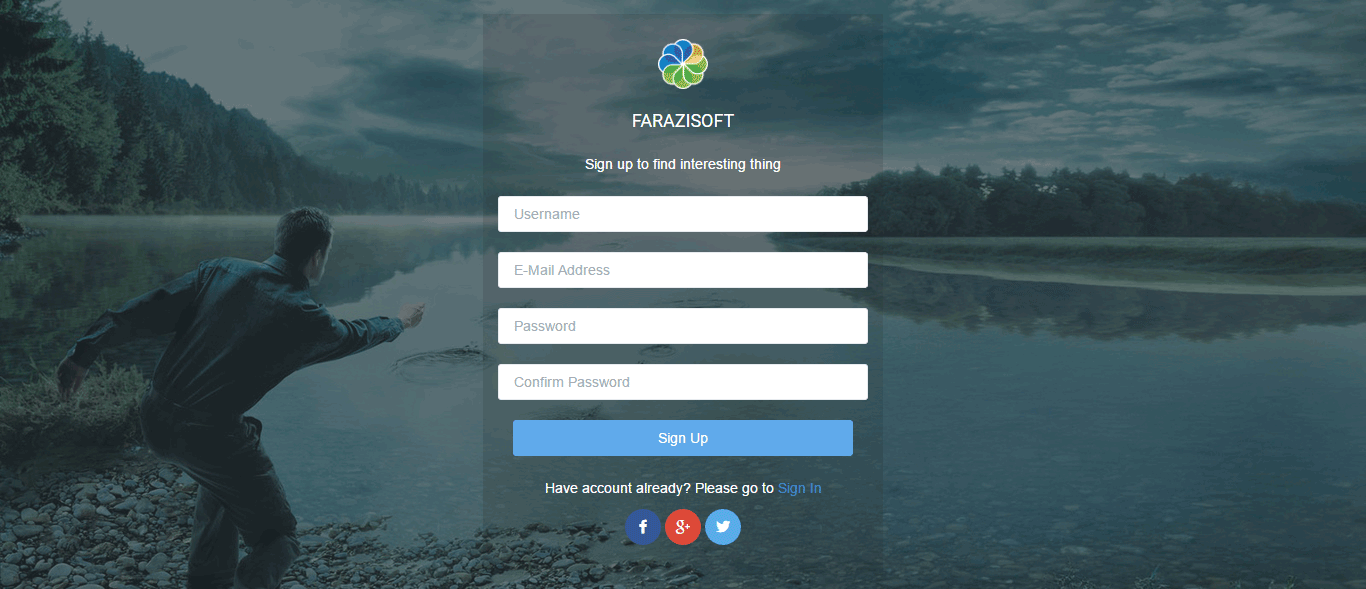 FARAZISOFT
Sign up to find interesting thing
Username
E-Mail Address
Password
Confirm Password
Sign Up
Have account already? Please go to Sign In
f g+